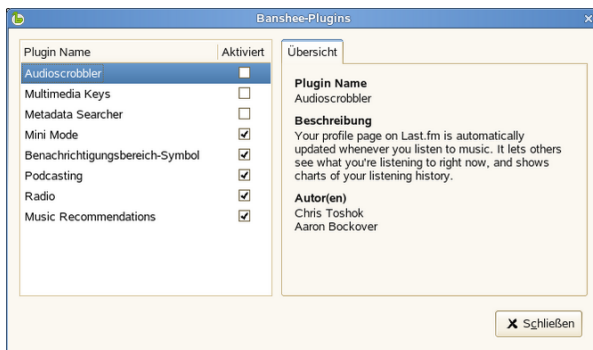 Banshee-Plugins
Plugin Name Aktiviert
Audioscrobbler
Multimedia Keys
Metadata Searcher
Mini Mode
Benachrichtigungsbereich-Symbol
Podcasting
Radio
Music Recommendations
Übersicht
Plugin Name
Audioscrobbler
Beschreibung
Your profile page on Last.fm is automatically
updated whenever you listen to music. It lets others
see what you're listening to right now, and shows
charts of your listening history.
Autor(en)
Chris Toshok
Aaron Bockover
Schließen